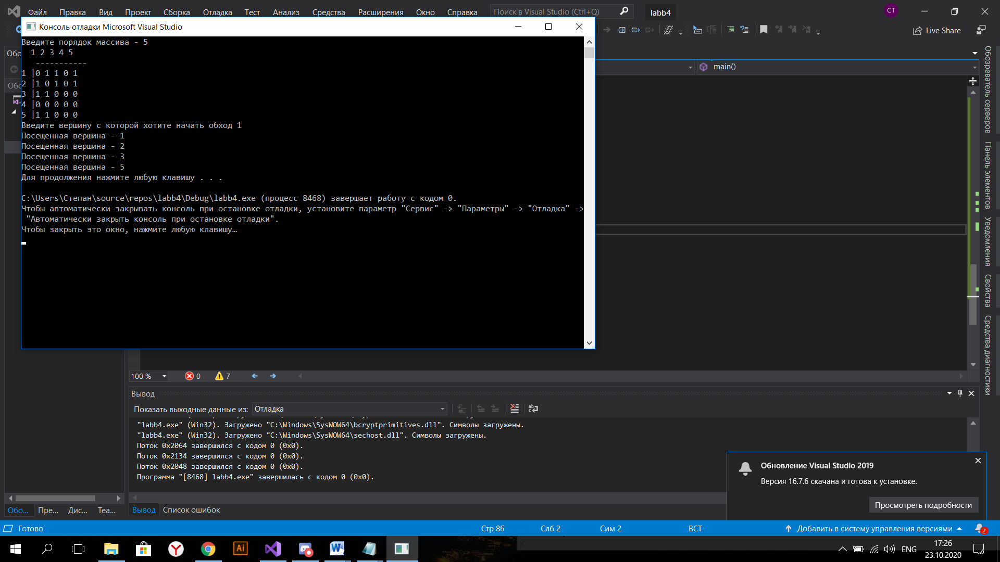 Файл Правка Вид Проект Сборка Отладка Тест Анализ Средства Расширения Окно Справка Поиск в Visual Studio (Ctrl+Q) labb4 СТ
Консоль отладки Microsoft Visual Studio
Live Share
Введите порядок массива - 5
1 2 3 4 5
-----------
1 |0 1 1 0 1
2 |1 0 1 0 1
3 |1 1 0 0 0
4 |0 0 0 0 0
5 |1 1 0 0 0
Введите вершину с которой хотите начать обход 1
Посещенная вершина - 1
Посещенная вершина - 2
Посещенная вершина - 3
Посещенная вершина - 5
Для продолжения нажмите любую клавишу . . .
C:\Users\Степан\source\repos\labb4\Debug\labb4.exe (процесс 8468) завершает работу с кодом 0.
Чтобы автоматически закрывать консоль при остановке отладки, установите параметр "Сервис" -> "Параметры" -> "Отладка" ->
"Автоматически закрыть консоль при остановке отладки".
Чтобы закрыть это окно, нажмите любую клавишу…
main()
Обозреватель серверов
Панель элементов
Уведомления
Свойства
Средства диагностики
100 % 0 7
Вывод
Показать выходные данные из: Отладка
"labb4.exe" (Win32). Загружено "C:\Windows\SysWOW64\bcryptprimitives.dll". Символы загружены.
"labb4.exe" (Win32). Загружено "C:\Windows\SysWOW64\sechost.dll". Символы загружены.
Поток 0x2064 завершился с кодом 0 (0x0).
Поток 0x2134 завершился с кодом 0 (0x0).
Поток 0x2048 завершился с кодом 0 (0x0).
Программа "[8468] labb4.exe" завершилась с кодом 0 (0x0).
Обновление Visual Studio 2019
Версия 16.7.6 скачана и готова к установке.
Просмотреть подробности
Обо... Пре... Дис... Теа... Вывод Список ошибок
Готово Стр 86 Слб 2 Сим 2 ВСТ Добавить в систему управления версиями 2
Ai ENG 17:26
23.10.2020